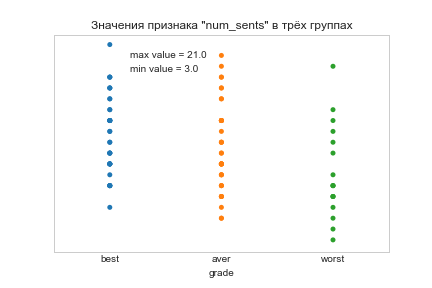 Значения признака "num_sents" в трёх группах
max value = 21.0
min value = 3.0
best aver worst
grade